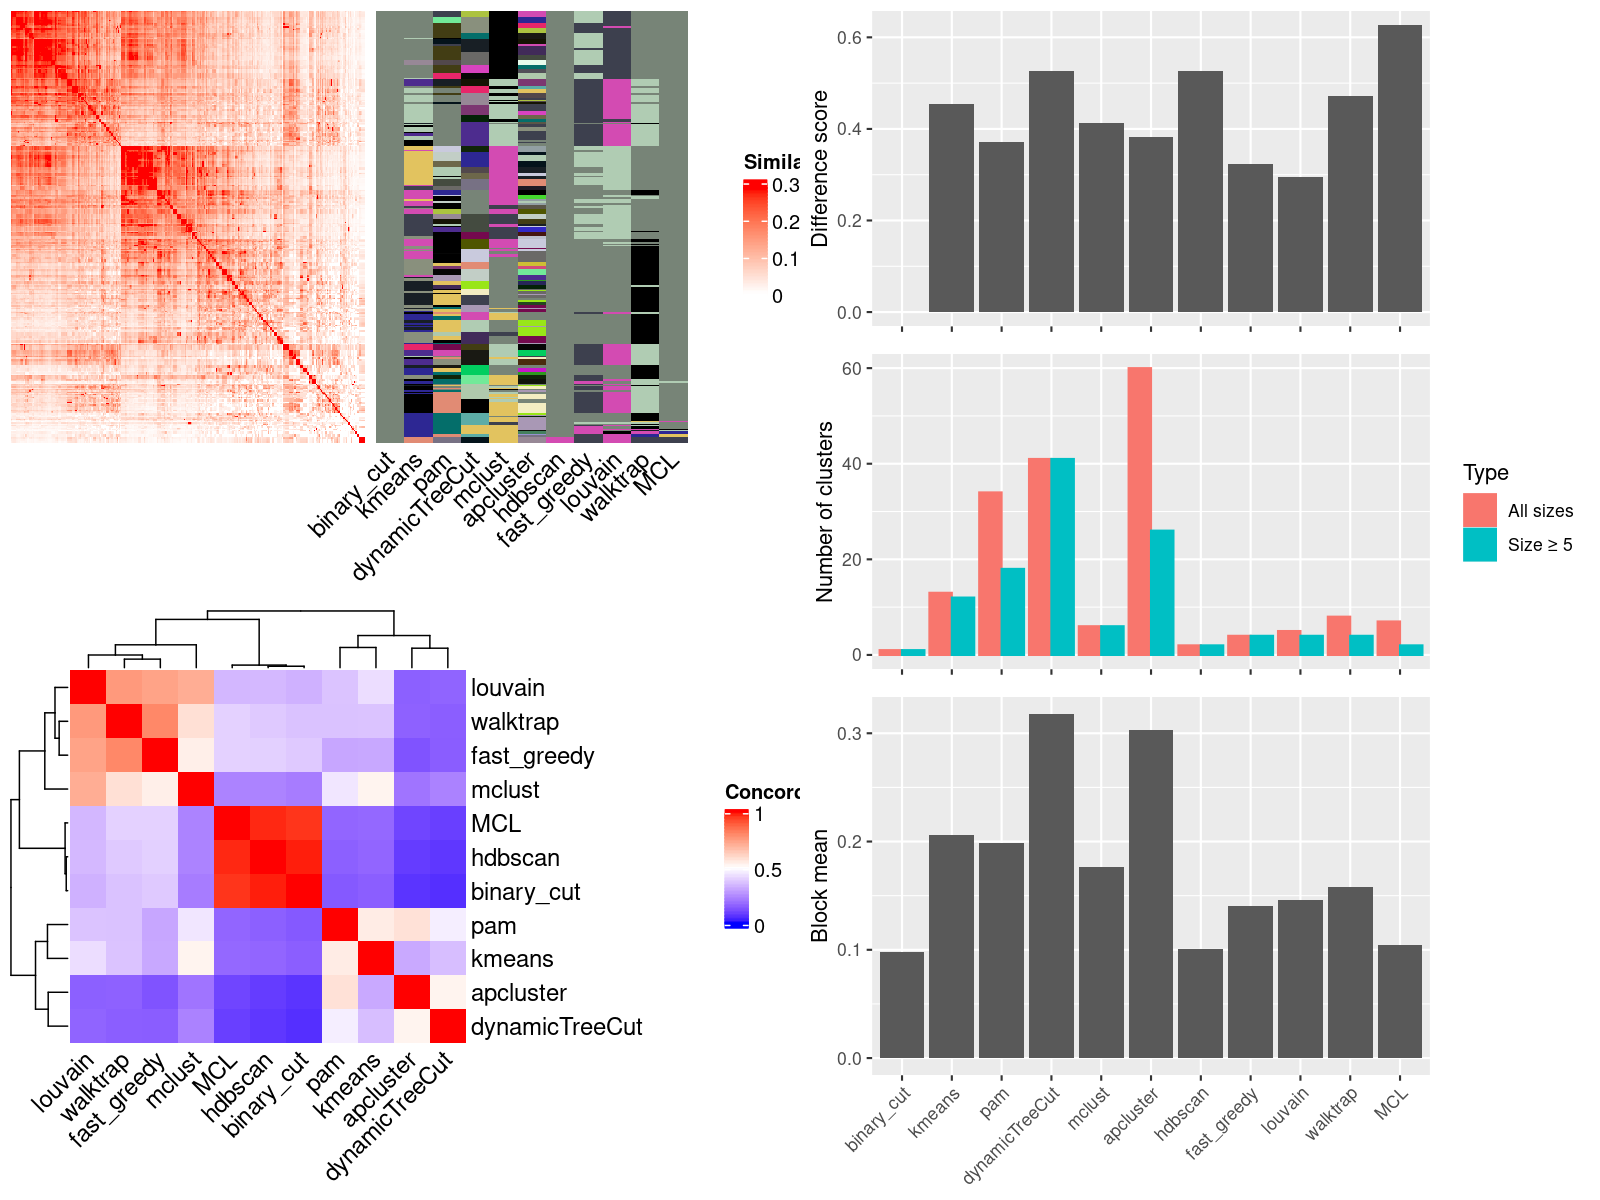 Simila
0.3
0.2
0.1
0
binary_cut
kmeans
pam
dynamicTreeCut
mclust
apcluster
hdbscan
fast_greedy
louvain
walktrap
MCL
louvain
walktrap
fast_greedy
mclust
MCL
hdbscan
binary_cut
pam
kmeans
apcluster
dynamicTreeCut
louvain
walktrap
fast_greedy
mclust
MCL
hdbscan
binary_cut
pam
kmeans
apcluster
dynamicTreeCut
Concord
1
0.5
0
Difference score
0.6
0.4
0.2
0.0
Number of clusters
60
40
20
0
Type
All sizes
Size ≥ 5
Block mean
0.3
0.2
0.1
0.0
binary_cut
kmeans
pam
dynamicTreeCut
mclust
apcluster
hdbscan
fast_greedy
louvain
walktrap
MCL